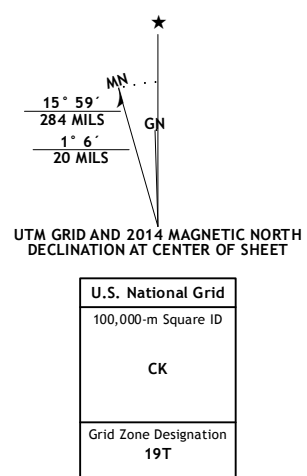 ★
MN
15° 59´
284 MILS
GN
1° 6´
20 MILS
UTM GRID AND 2014 MAGNETIC NORTH
DECLINATION AT CENTER OF SHEET
U.S. National Grid
100,000-m Square ID
CK
Grid Zone Designation
19T